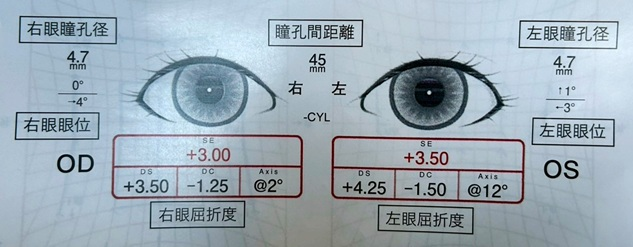 右眼瞳孔径
瞳孔間距離
左眼瞳孔径
4.7
mm
45
mm
4.7
mm
0°
→4°
右 左
↑1°
←3°
-CYL
右眼眼位
左眼眼位
OD
SE
+3.00
DS DC Axis
+3.50 −1.25 @2°
右眼屈折度
SE
+3.50
DS DC Axis
+4.25 −1.50 @12°
左眼屈折度
OS